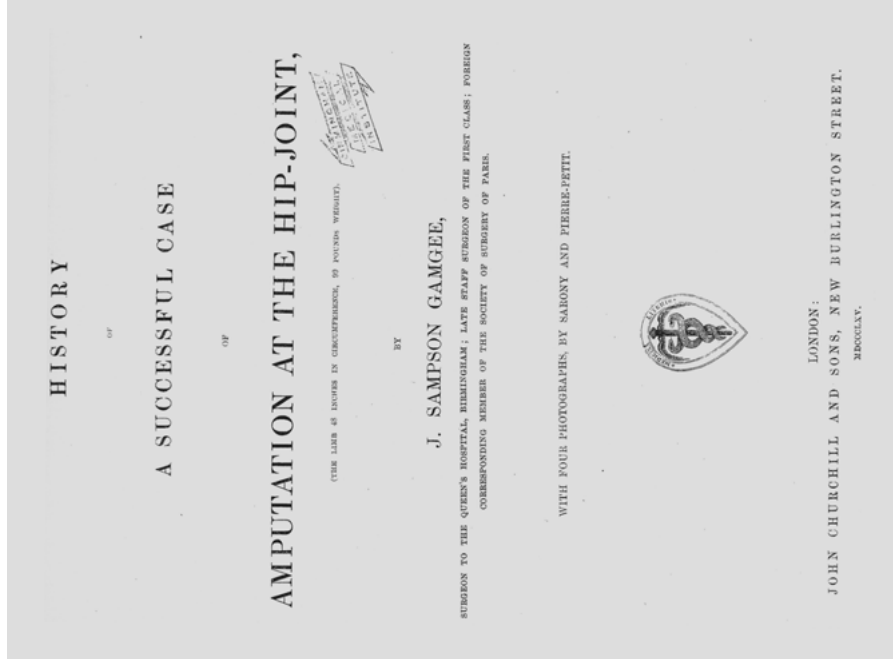 HISTORY
OF
A SUCCESSFUL CASE
OF
AMPUTATION AT THE HIP-JOINT,
(THE LIMB 48 INCHES IN CIRCUMFERENCE, 99 POUNDS WEIGHT).
BY
J. SAMPSON GAMGEE,
SURGEON TO THE QUEEN'S HOSPITAL, BIRMINGHAM; LATE STAFF SURGEON OF THE FIRST CLASS; FOREIGN
CORRESPONDING MEMBER OF THE SOCIETY OF SURGERY OF PARIS.
WITH FOUR PHOTOGRAPHS, BY SARONY AND PIERRE-PETIT.
LONDON:
JOHN CHURCHILL AND SONS, NEW BURLINGTON STREET.
MDCCCLXV.
MEDICAL
INSTITUTE